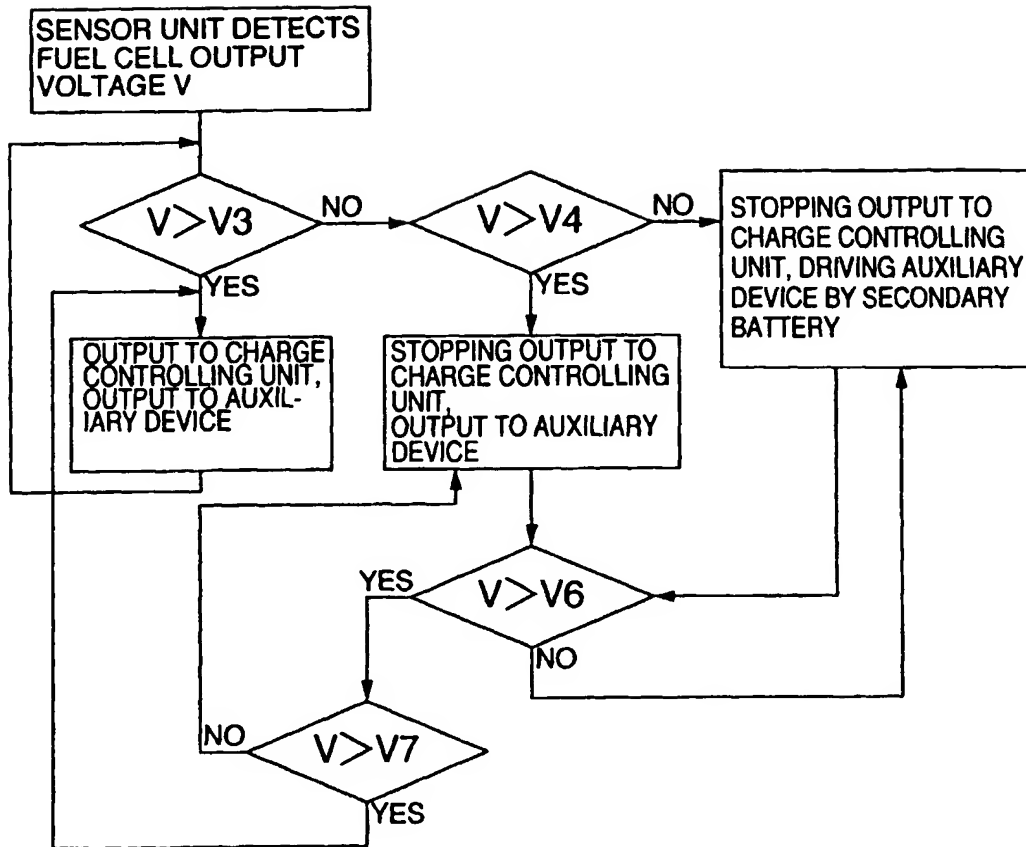 SENSOR UNIT DETECTS
FUEL CELL OUTPUT
VOLTAGE V
V>V3
NO
YES
V>V4
NO
YES
STOPPING OUTPUT TO
CHARGE CONTROLLING
UNIT, DRIVING AUXILIARY
DEVICE BY SECONDARY
BATTERY
OUTPUT TO CHARGE
CONTROLLING UNIT,
OUTPUT TO AUXIL-
IARY DEVICE
STOPPING OUTPUT TO
CHARGE CONTROLLING
UNIT,
OUTPUT TO AUXILIARY
DEVICE
YES
V>V6
NO
NO
V>V7
YES